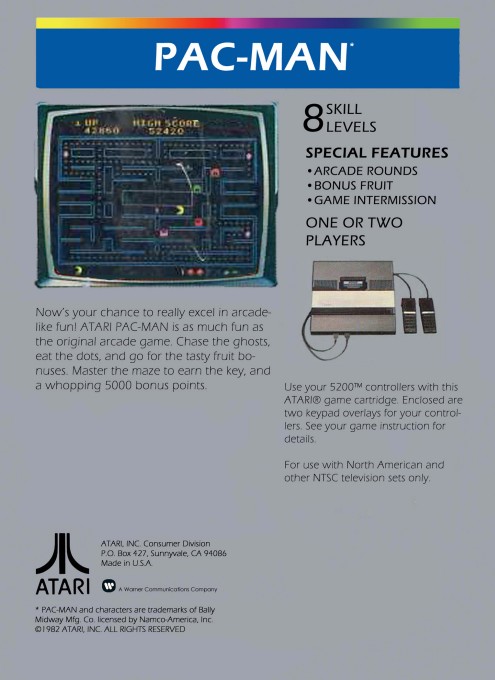 PAC-MAN*
1 UP HIGH SCORE
42860 52420
8 SKILL
LEVELS
SPECIAL FEATURES
• ARCADE ROUNDS
• BONUS FRUIT
• GAME INTERMISSION
ONE OR TWO
PLAYERS
Now's your chance to really excel in arcade-
like fun! ATARI PAC-MAN is as much fun as
the original arcade game. Chase the ghosts,
eat the dots, and go for the tasty fruit bo-
nuses. Master the maze to earn the key, and
a whopping 5000 bonus points.
Use your 5200™ controllers with this
ATARI® game cartridge. Enclosed are
two keypad overlays for your control-
lers. See your game instruction for
details.
For use with North American and
other NTSC television sets only.
ATARI
ATARI, INC. Consumer Division
P.O. Box 427, Sunnyvale, CA 94086
Made in U.S.A.
A Warner Communications Company
* PAC-MAN and characters are trademarks of Bally
Midway Mfg. Co. licensed by Namco-America, Inc.
©1982 ATARI, INC. ALL RIGHTS RESERVED